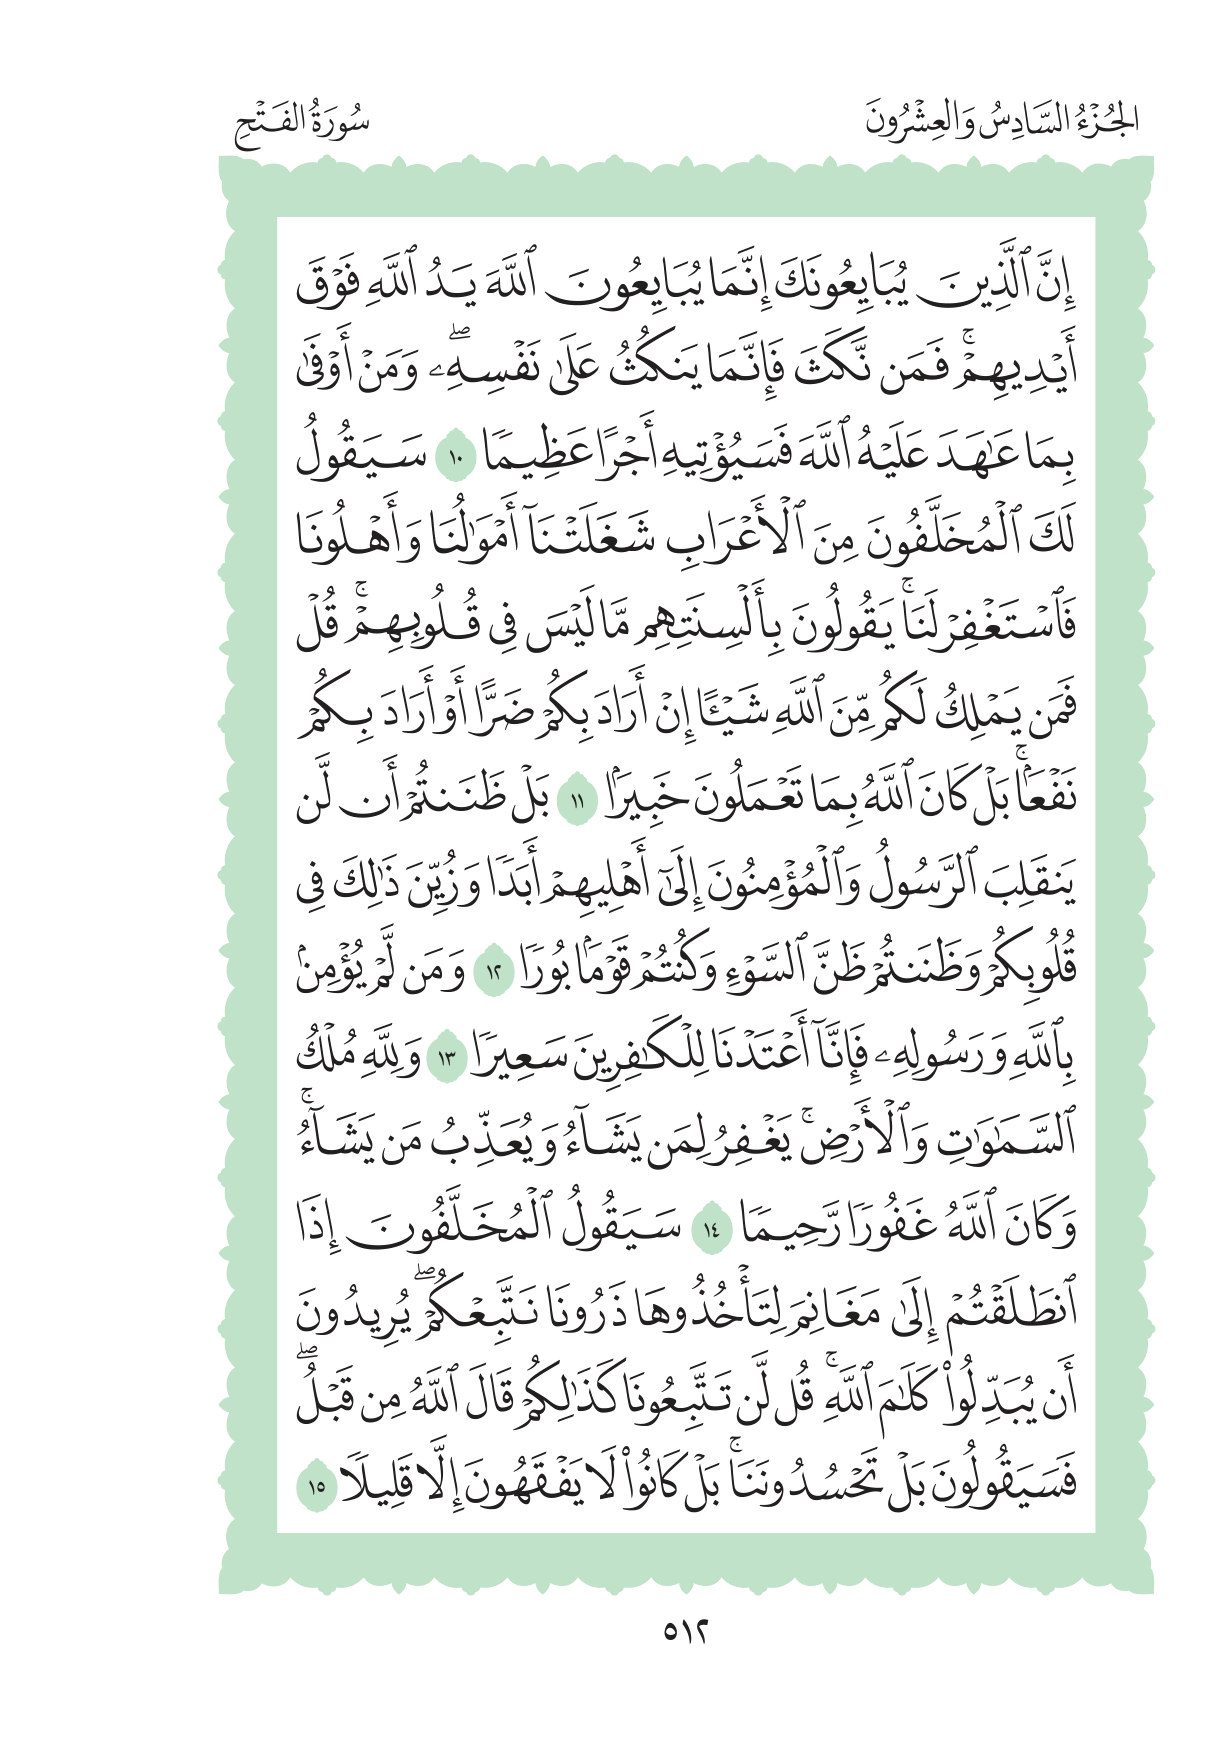 الجُزْءُ السَّادِسُ وَالعِشْرُونَ
سُورَةُ الفَتْحِ
إِنَّ ٱلَّذِينَ يُبَايِعُونَكَ إِنَّمَا يُبَايِعُونَ ٱللَّهَ يَدُ ٱللَّهِ فَوْقَ
أَيْدِيهِمْۚ فَمَن نَّكَثَ فَإِنَّمَا يَنكُثُ عَلَىٰ نَفْسِهِۦۖ وَمَنْ أَوْفَىٰ
بِمَا عَٰهَدَ عَلَيْهُ ٱللَّهَ فَسَيُؤْتِيهِ أَجْرًا عَظِيمًا ١٠ سَيَقُولُ
لَكَ ٱلْمُخَلَّفُونَ مِنَ ٱلْأَعْرَابِ شَغَلَتْنَآ أَمْوَٰلُنَا وَأَهْلُونَا
فَٱسْتَغْفِرْ لَنَاۚ يَقُولُونَ بِأَلْسِنَتِهِم مَّا لَيْسَ فِى قُلُوبِهِمْۚ قُلْ
فَمَن يَمْلِكُ لَكُم مِّنَ ٱللَّهِ شَيْـًٔا إِنْ أَرَادَ بِكُمْ ضَرًّا أَوْ أَرَادَ بِكُمْ
نَفْعَۢاۚ بَلْ كَانَ ٱللَّهُ بِمَا تَعْمَلُونَ خَبِيرَۢا ١١ بَلْ ظَنَنتُمْ أَن لَّن
يَنقَلِبَ ٱلرَّسُولُ وَٱلْمُؤْمِنُونَ إِلَىٰٓ أَهْلِيهِمْ أَبَدًا وَزُيِّنَ ذَٰلِكَ فِى
قُلُوبِكُمْ وَظَنَنتُمْ ظَنَّ ٱلسَّوْءِ وَكُنتُمْ قَوْمَۢا بُورًا ١٢ وَمَن لَّمْ يُؤْمِنۢ
بِٱللَّهِ وَرَسُولِهِۦ فَإِنَّآ أَعْتَدْنَا لِلْكَٰفِرِينَ سَعِيرًا ١٣ وَلِلَّهِ مُلْكُ
ٱلسَّمَٰوَٰتِ وَٱلْأَرْضِۚ يَغْفِرُ لِمَن يَشَآءُ وَيُعَذِّبُ مَن يَشَآءُۚ
وَكَانَ ٱللَّهُ غَفُورًا رَّحِيمًا ١٤ سَيَقُولُ ٱلْمُخَلَّفُونَ إِذَا
ٱنطَلَقْتُمْ إِلَىٰ مَغَانِمَ لِتَأْخُذُوهَا ذَرُونَا نَتَّبِعْكُمْۖ يُرِيدُونَ
أَن يُبَدِّلُوا۟ كَلَٰمَ ٱللَّهِۚ قُل لَّن تَتَّبِعُونَا كَذَٰلِكُمْ قَالَ ٱللَّهُ مِن قَبْلُۖ
فَسَيَقُولُونَ بَلْ تَحْسُدُونَنَاۚ بَلْ كَانُوا۟ لَا يَفْقَهُونَ إِلَّا قَلِيلًا ١٥
٥١٢